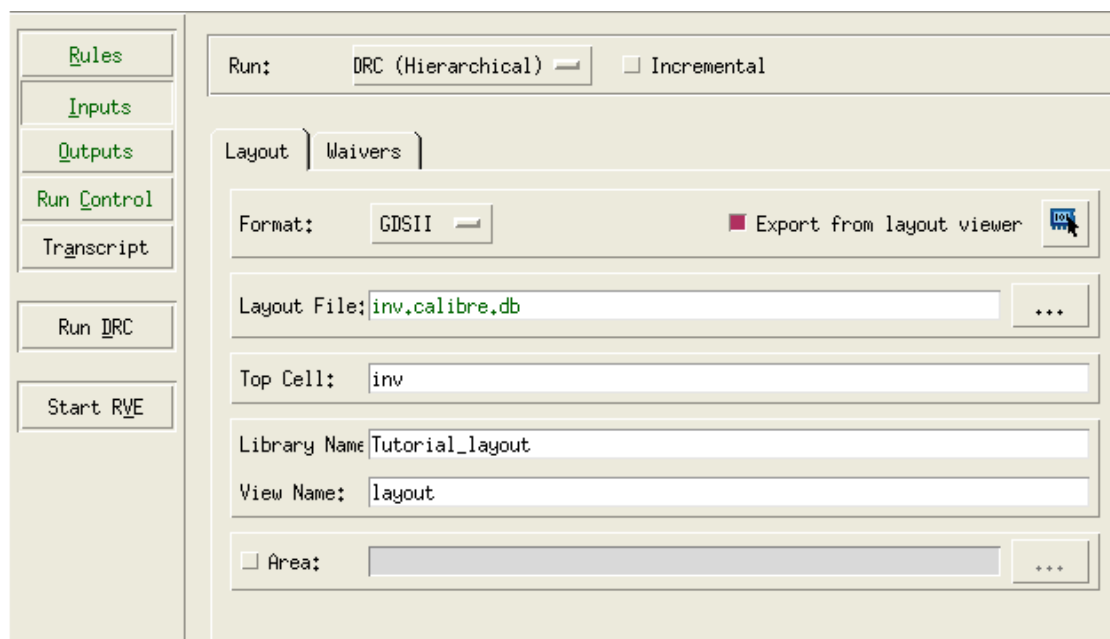 Rules
Inputs
Outputs
Run Control
Transcript
Run DRC
Start RVE
Run: DRC (Hierarchical) Incremental
Layout Waivers
Format: GDSII Export from layout viewer
Layout File: inv.calibre.db ...
Top Cell: inv
Library Name Tutorial_layout
View Name: layout
Area: ...